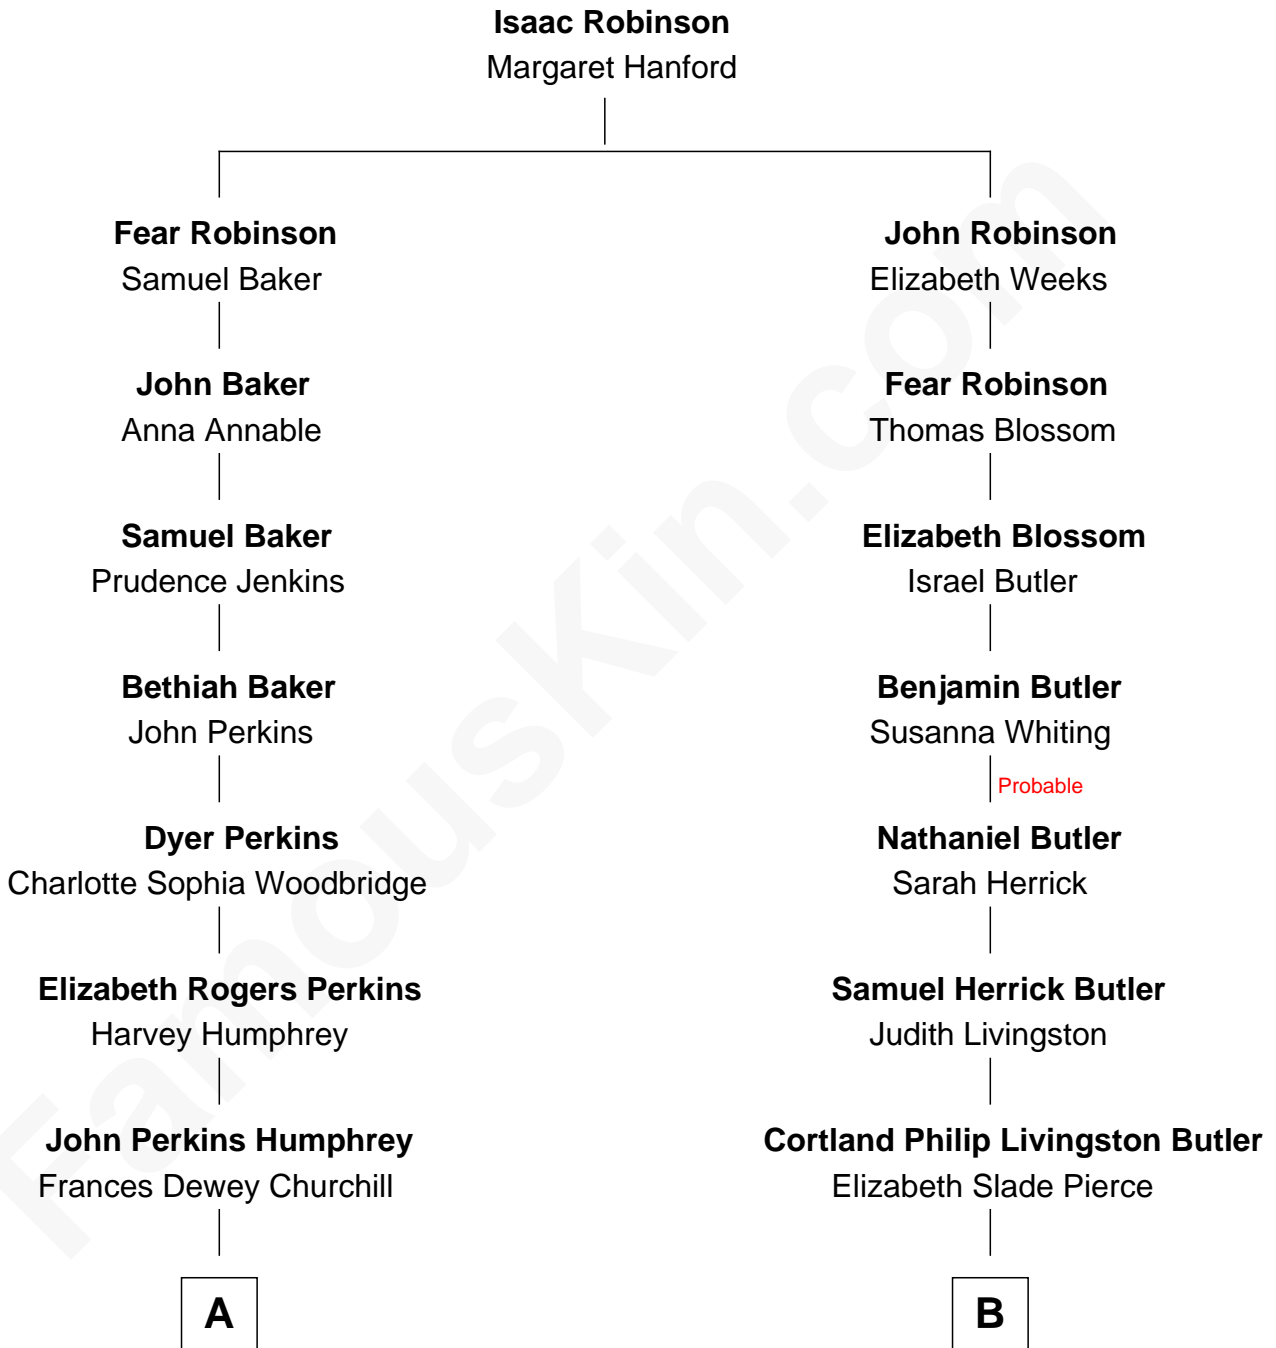 Isaac Robinson
Margaret Hanford
Fear Robinson
Samuel Baker
John Robinson
Elizabeth Weeks
John Baker
Anna Annable
Fear Robinson
Thomas Blossom
Samuel Baker
Prudence Jenkins
Elizabeth Blossom
Israel Butler
Bethiah Baker
John Perkins
Benjamin Butler
Susanna Whiting
Probable
Dyer Perkins
Charlotte Sophia Woodbridge
Nathaniel Butler
Sarah Herrick
Elizabeth Rogers Perkins
Harvey Humphrey
Samuel Herrick Butler
Judith Livingston
John Perkins Humphrey
Frances Dewey Churchill
Cortland Philip Livingston Butler
Elizabeth Slade Pierce
A
B
FamousKin.com